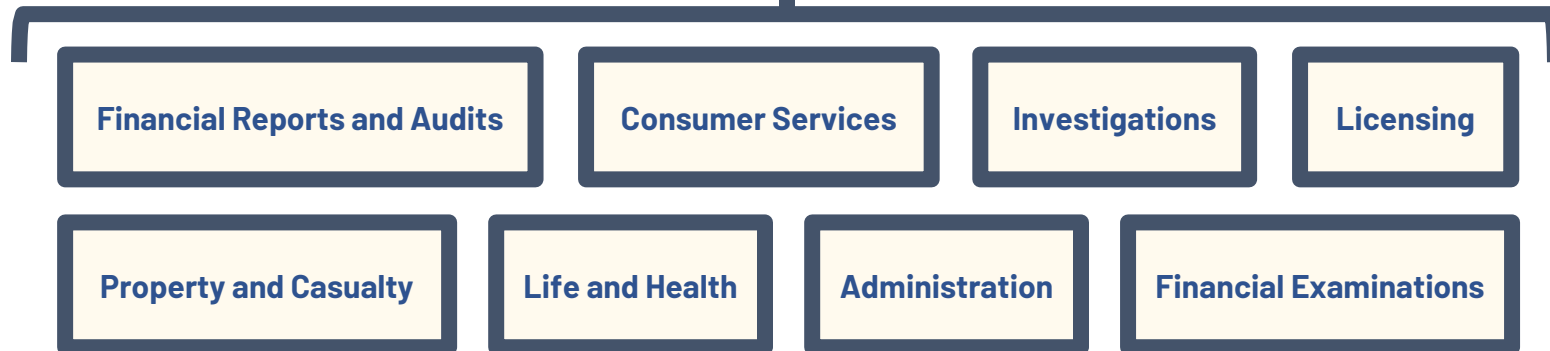 Financial Reports and Audits
Consumer Services
Investigations
Licensing
Property and Casualty
Life and Health
Administration
Financial Examinations